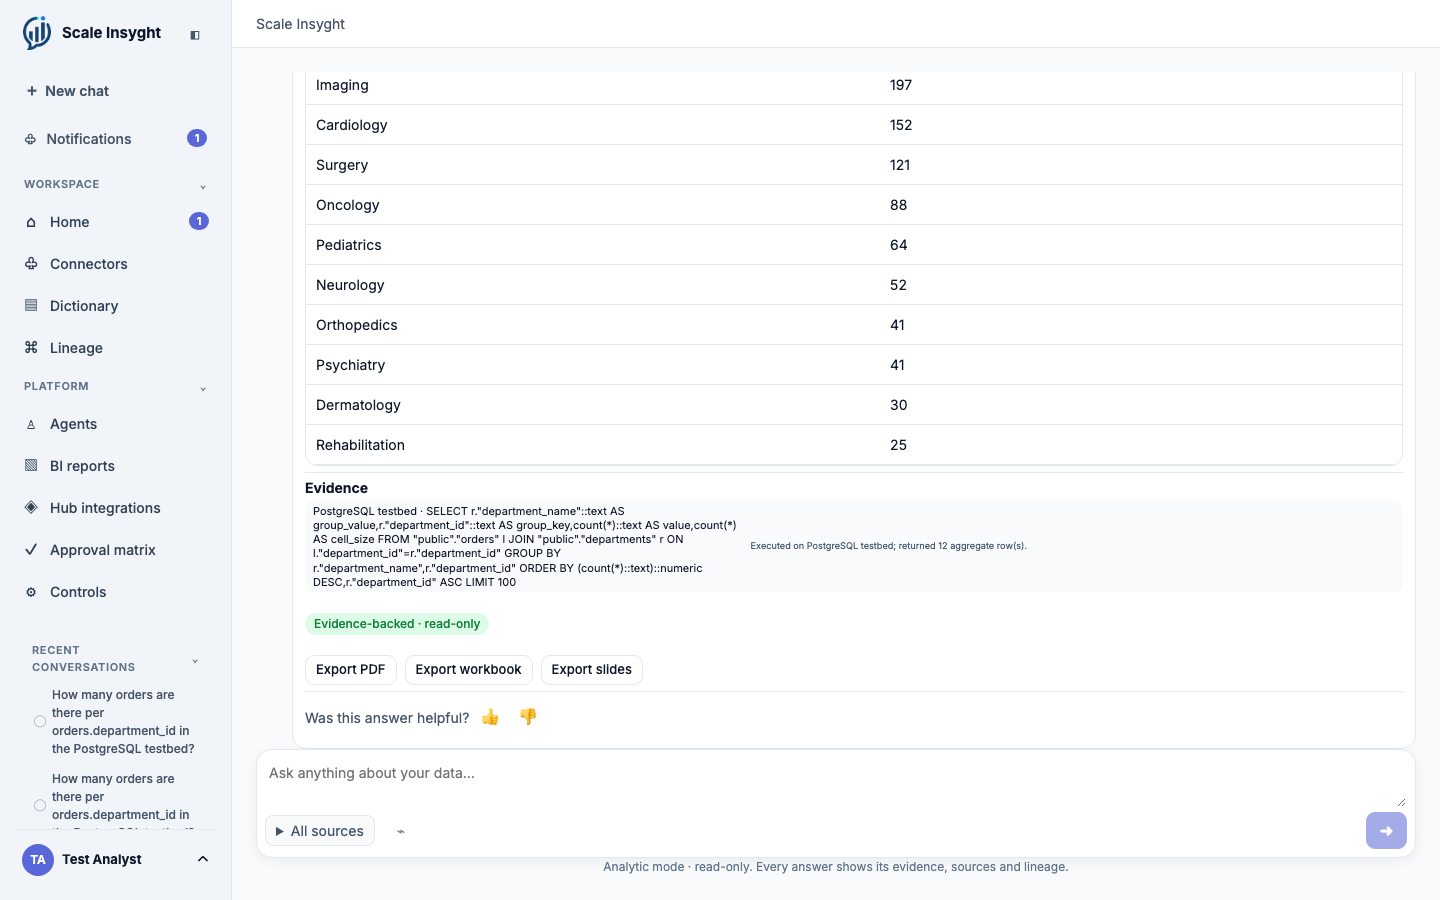 Scale Insyght
+ New chat
Notifications 1
WORKSPACE
Home 1
Connectors
Dictionary
Lineage
PLATFORM
Agents
BI reports
Hub integrations
Approval matrix
Controls
RECENT
CONVERSATIONS
How many orders are
there per
orders.department_id in
the PostgreSQL testbed?
How many orders are
there per
orders.department_id in
TA Test Analyst
Scale Insyght
Imaging 197
Cardiology 152
Surgery 121
Oncology 88
Pediatrics 64
Neurology 52
Orthopedics 41
Psychiatry 41
Dermatology 30
Rehabilitation 25
Evidence
PostgreSQL testbed · SELECT r."department_name"::text AS
group_value,r."department_id"::text AS group_key,count(*)::text AS value,count(*)
AS cell_size FROM "public"."orders" l JOIN "public"."departments" r ON
l."department_id"=r."department_id" GROUP BY
r."department_name",r."department_id" ORDER BY (count(*)::text)::numeric
DESC,r."department_id" ASC LIMIT 100
Executed on PostgreSQL testbed; returned 12 aggregate row(s).
Evidence-backed · read-only
Export PDF Export workbook Export slides
Was this answer helpful?
Ask anything about your data...
All sources
Analytic mode · read-only. Every answer shows its evidence, sources and lineage.